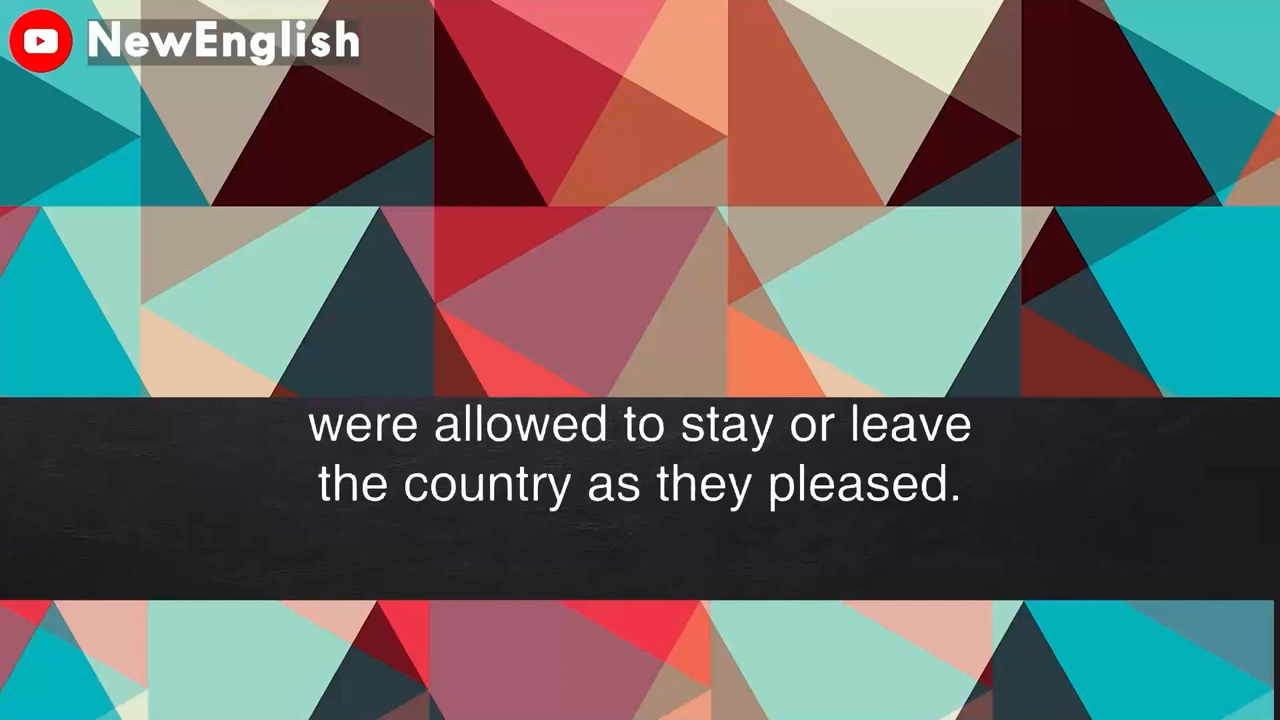 NewEnglish
were allowed to stay or leave
the country as they pleased.